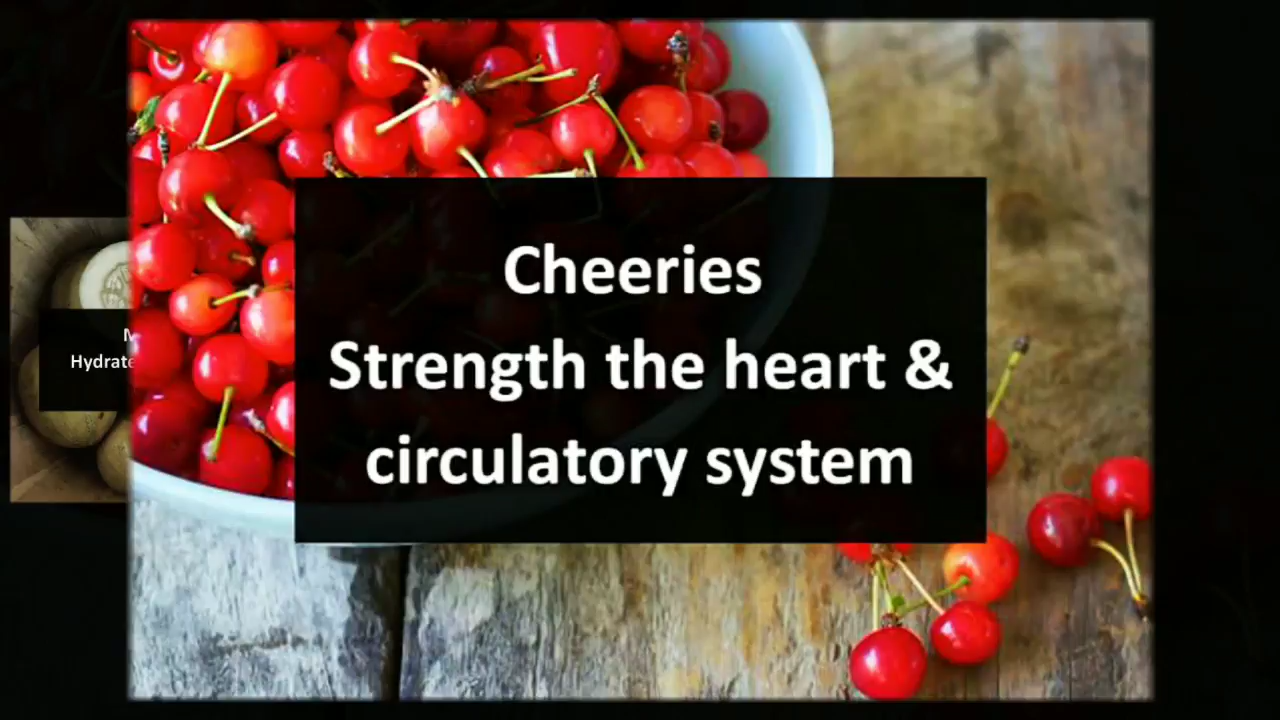 Cheeries
Strength the heart &
circulatory system